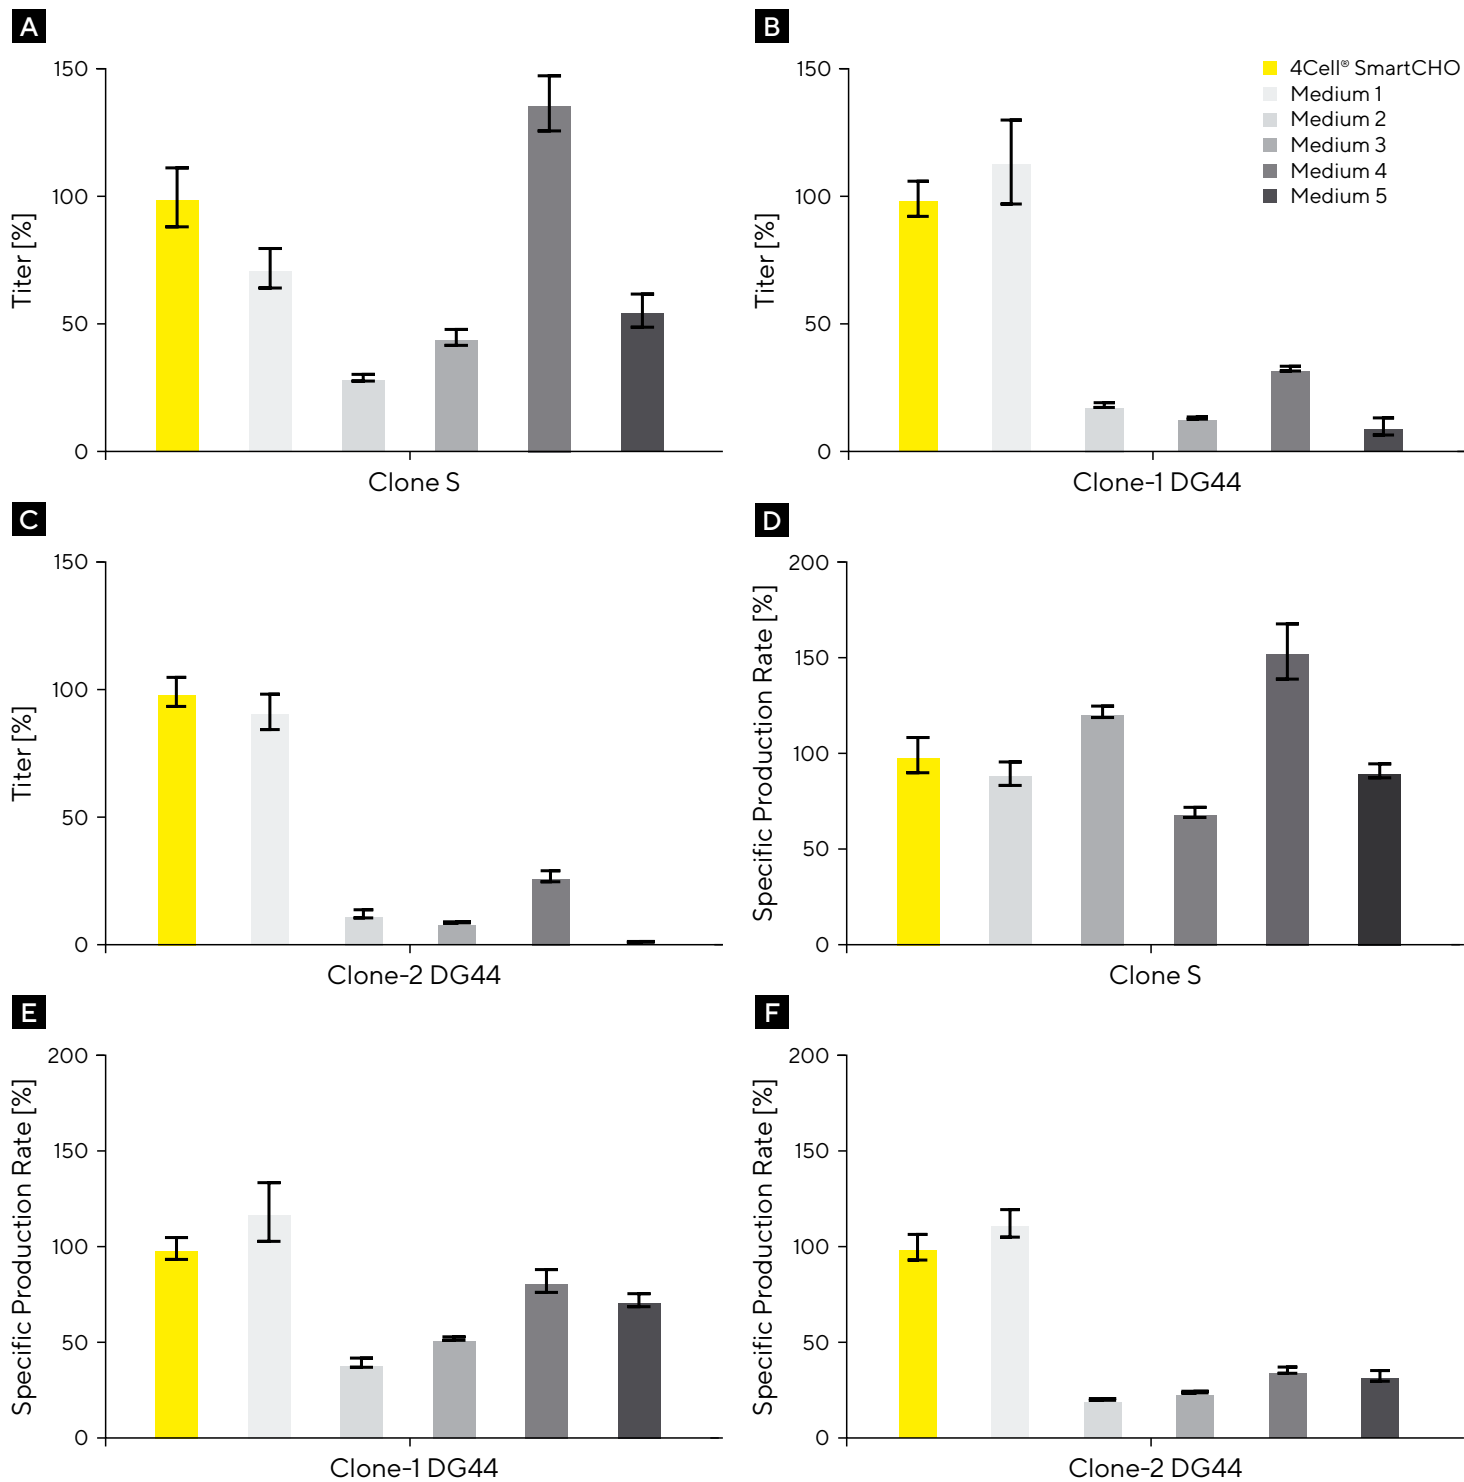 A
Titer [%]
150
100
50
0
Clone S
B
Titer [%]
150
100
50
0
4Cell® SmartCHO
Medium 1
Medium 2
Medium 3
Medium 4
Medium 5
Clone-1 DG44
C
Titer [%]
150
100
50
0
Clone-2 DG44
D
Specific Production Rate [%]
200
150
100
50
0
Clone S
E
Specific Production Rate [%]
200
150
100
50
0
Clone-1 DG44
F
Specific Production Rate [%]
200
150
100
50
0
Clone-2 DG44